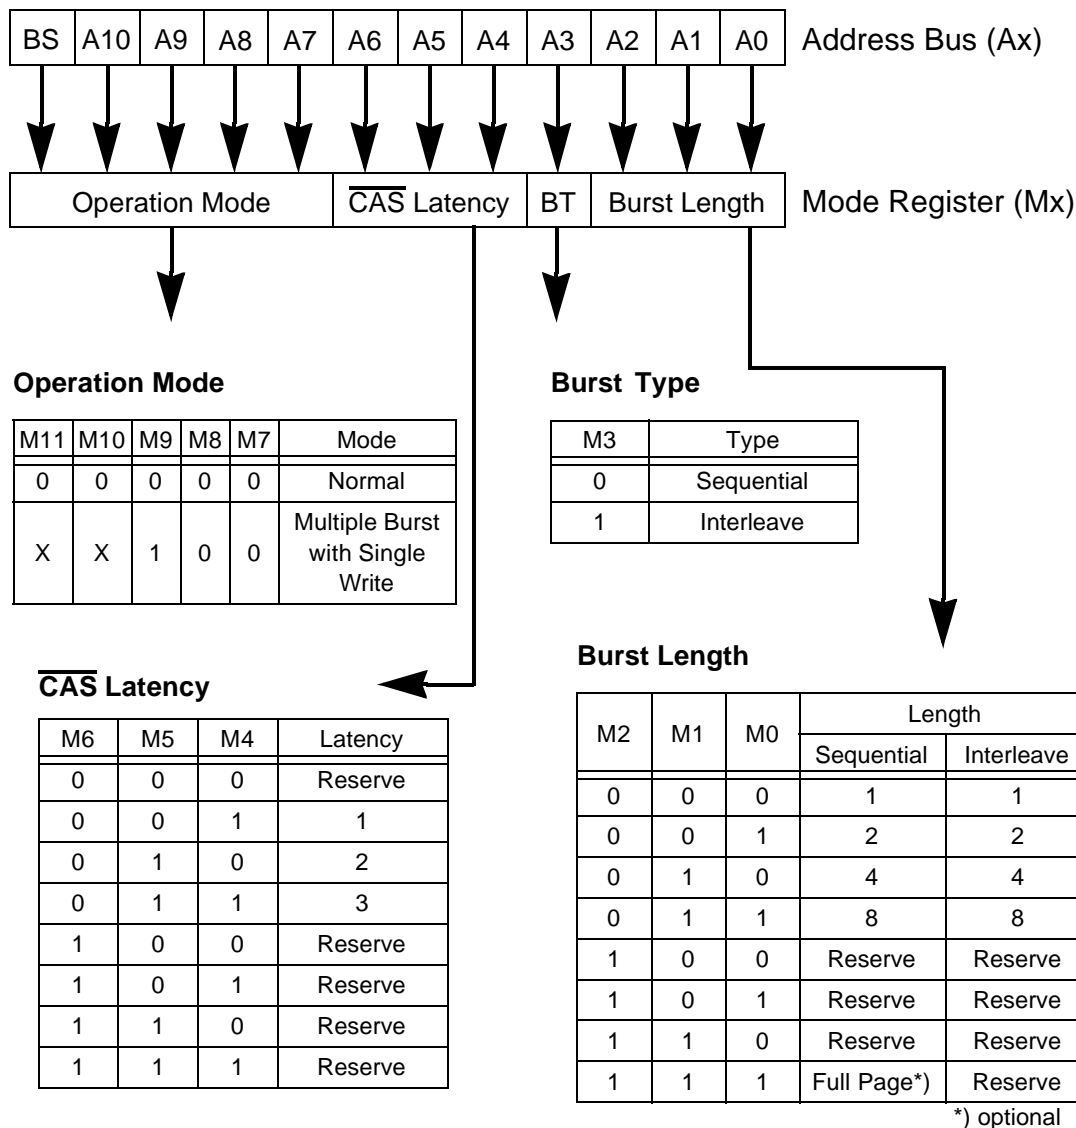 BS A10 A9 A8 A7 A6 A5 A4 A3 A2 A1 A0 Address Bus (Ax)
Operation Mode CAS Latency BT Burst Length Mode Register (Mx)
Operation Mode
M11 M10 M9 M8 M7 Mode
0 0 0 0 0 Normal
X X 1 0 0 Multiple Burst
with Single
Write
Burst Type
M3 Type
0 Sequential
1 Interleave
CAS Latency
M6 M5 M4 Latency
0 0 0 Reserve
0 0 1 1
0 1 0 2
0 1 1 3
1 0 0 Reserve
1 0 1 Reserve
1 1 0 Reserve
1 1 1 Reserve
Burst Length
M2 M1 M0 Length
Sequential Interleave
0 0 0 1 1
0 0 1 2 2
0 1 0 4 4
0 1 1 8 8
1 0 0 Reserve Reserve
1 0 1 Reserve Reserve
1 1 0 Reserve Reserve
1 1 1 Full Page*) Reserve
*) optional